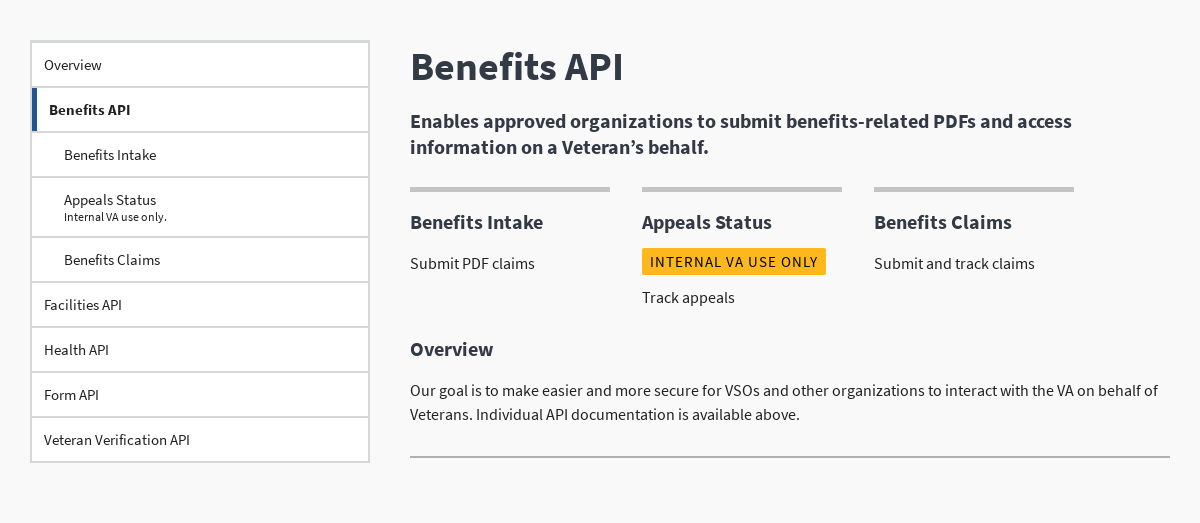 Overview
Benefits API
Benefits Intake
Appeals Status
Internal VA use only.
Benefits Claims
Facilities API
Health API
Form API
Veteran Verification API
Benefits API
Enables approved organizations to submit benefits-related PDFs and access
information on a Veteran’s behalf.
Benefits Intake
Submit PDF claims
Appeals Status
INTERNAL VA USE ONLY
Track appeals
Benefits Claims
Submit and track claims
Overview
Our goal is to make easier and more secure for VSOs and other organizations to interact with the VA on behalf of
Veterans. Individual API documentation is available above.